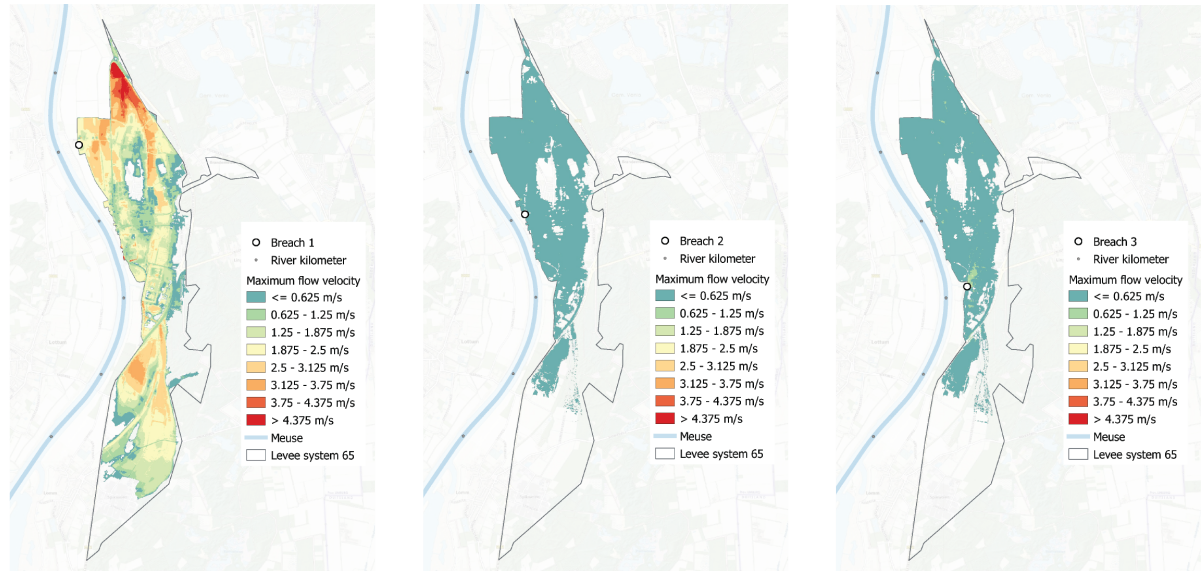 Breach 1
River kilometer
Maximum flow velocity
<= 0.625 m/s
0.625 - 1.25 m/s
1.25 - 1.875 m/s
1.875 - 2.5 m/s
2.5 - 3.125 m/s
3.125 - 3.75 m/s
3.75 - 4.375 m/s
> 4.375 m/s
Meuse
Levee system 65
Breach 2
River kilometer
Maximum flow velocity
<= 0.625 m/s
0.625 - 1.25 m/s
1.25 - 1.875 m/s
1.875 - 2.5 m/s
2.5 - 3.125 m/s
3.125 - 3.75 m/s
3.75 - 4.375 m/s
> 4.375 m/s
Meuse
Levee system 65
Breach 3
River kilometer
Maximum flow velocity
<= 0.625 m/s
0.625 - 1.25 m/s
1.25 - 1.875 m/s
1.875 - 2.5 m/s
2.5 - 3.125 m/s
3.125 - 3.75 m/s
3.75 - 4.375 m/s
> 4.375 m/s
Meuse
Levee system 65